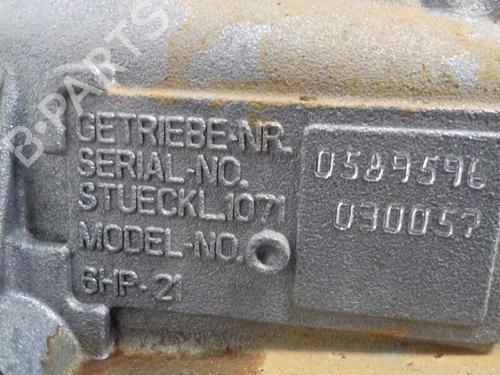 B-PARTS
GETRIEBE-NR.
SERIAL-NO. 0589596
STUECKL.1071 030057
MODEL-NO.
6HP-21